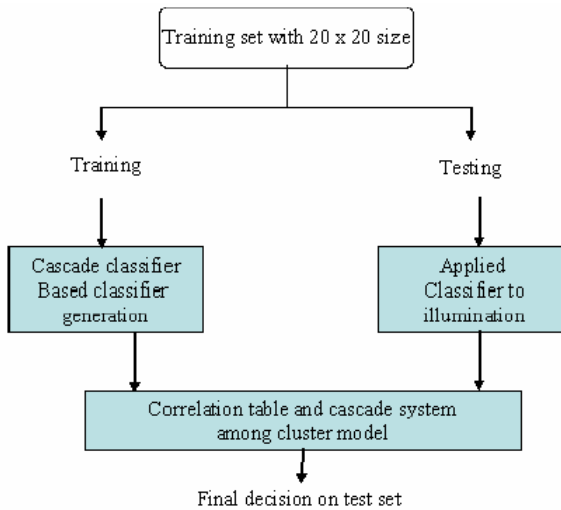 Training set with 20 x 20 size
Training
Testing
Cascade classifier
Based classifier
generation
Applied
Classifier to
illumination
Correlation table and cascade system
among cluster model
Final decision on test set